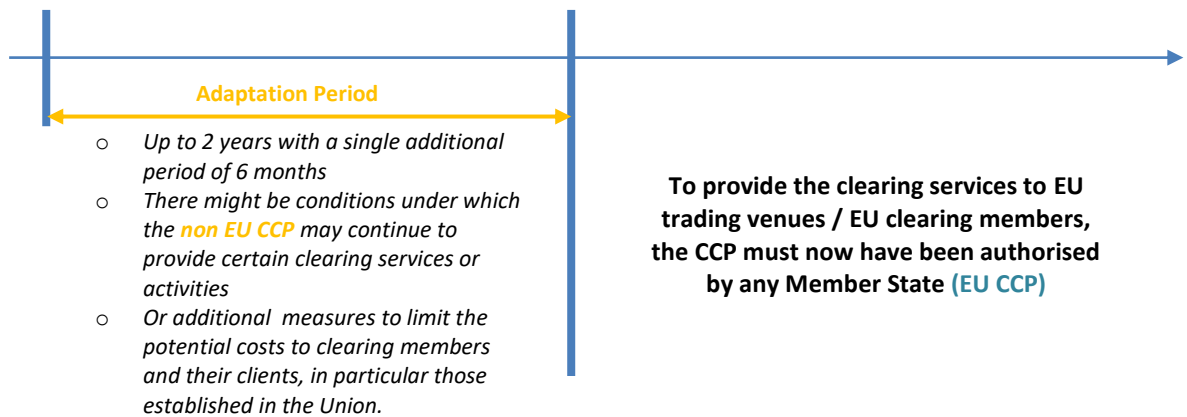 Adaptation Period
o Up to 2 years with a single additional
period of 6 months
o There might be conditions under which
the non EU CCP may continue to
provide certain clearing services or
activities
o Or additional  measures to limit the
potential costs to clearing members
and their clients, in particular those
established in the Union.
To provide the clearing services to EU
trading venues / EU clearing members,
the CCP must now have been authorised
by any Member State (EU CCP)